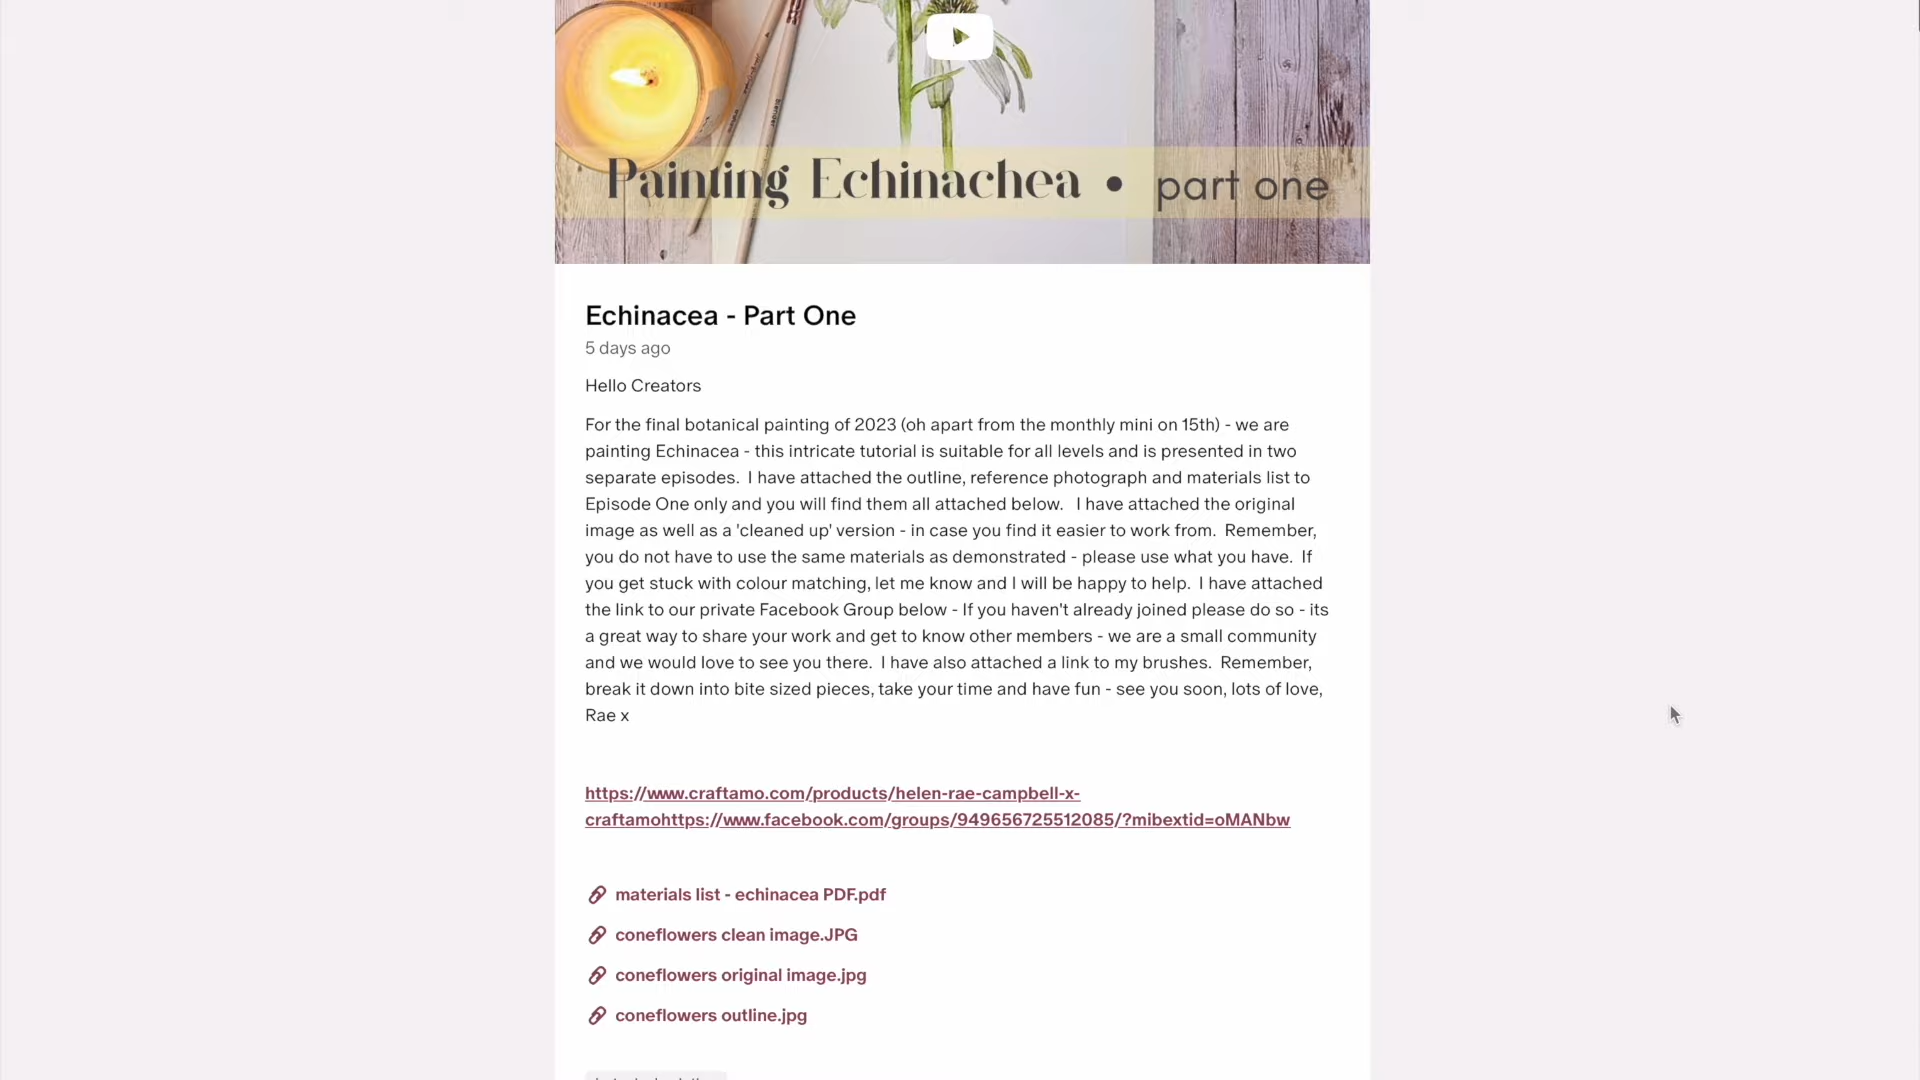 Painting Echinachea • part one
Echinacea - Part One
5 days ago
Hello Creators
For the final botanical painting of 2023 (oh apart from the monthly mini on 15th) - we are
painting Echinacea - this intricate tutorial is suitable for all levels and is presented in two
separate episodes.  I have attached the outline, reference photograph and materials list to
Episode One only and you will find them all attached below.   I have attached the original
image as well as a 'cleaned up' version - in case you find it easier to work from.  Remember,
you do not have to use the same materials as demonstrated - please use what you have.  If
you get stuck with colour matching, let me know and I will be happy to help.  I have attached
the link to our private Facebook Group below - If you haven't already joined please do so - its
a great way to share your work and get to know other members - we are a small community
and we would love to see you there.  I have also attached a link to my brushes.  Remember,
break it down into bite sized pieces, take your time and have fun - see you soon, lots of love,
Rae x
https://www.craftamo.com/products/helen-rae-campbell-x-
craftamohttps://www.facebook.com/groups/949656725512085/?mibextid=oMANbw
materials list - echinacea PDF.pdf
coneflowers clean image.JPG
coneflowers original image.jpg
coneflowers outline.jpg